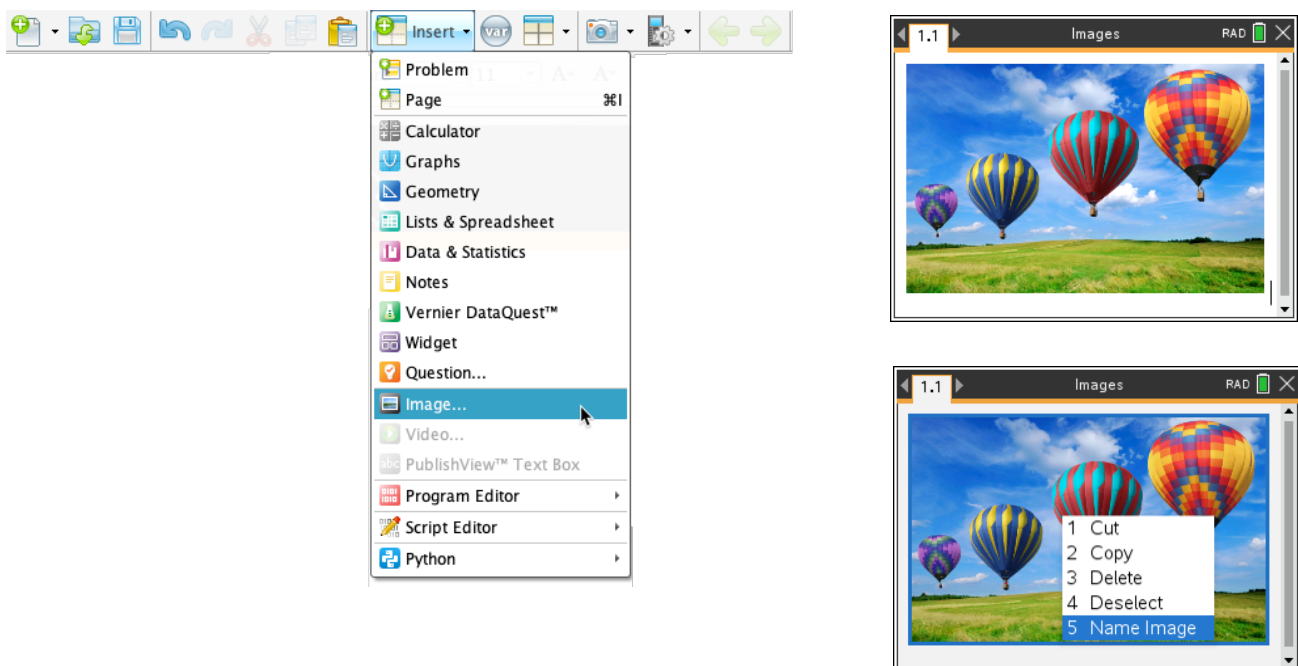 Insert
var
Problem
Page ⌘I
Calculator
Graphs
Geometry
Lists & Spreadsheet
Data & Statistics
Notes
Vernier DataQuest™
Widget
Question...
Image...
Video...
PublishView™ Text Box
Program Editor
Script Editor
Python
1.1 Images RAD
1.1 Images RAD
1 Cut
2 Copy
3 Delete
4 Deselect
5 Name Image